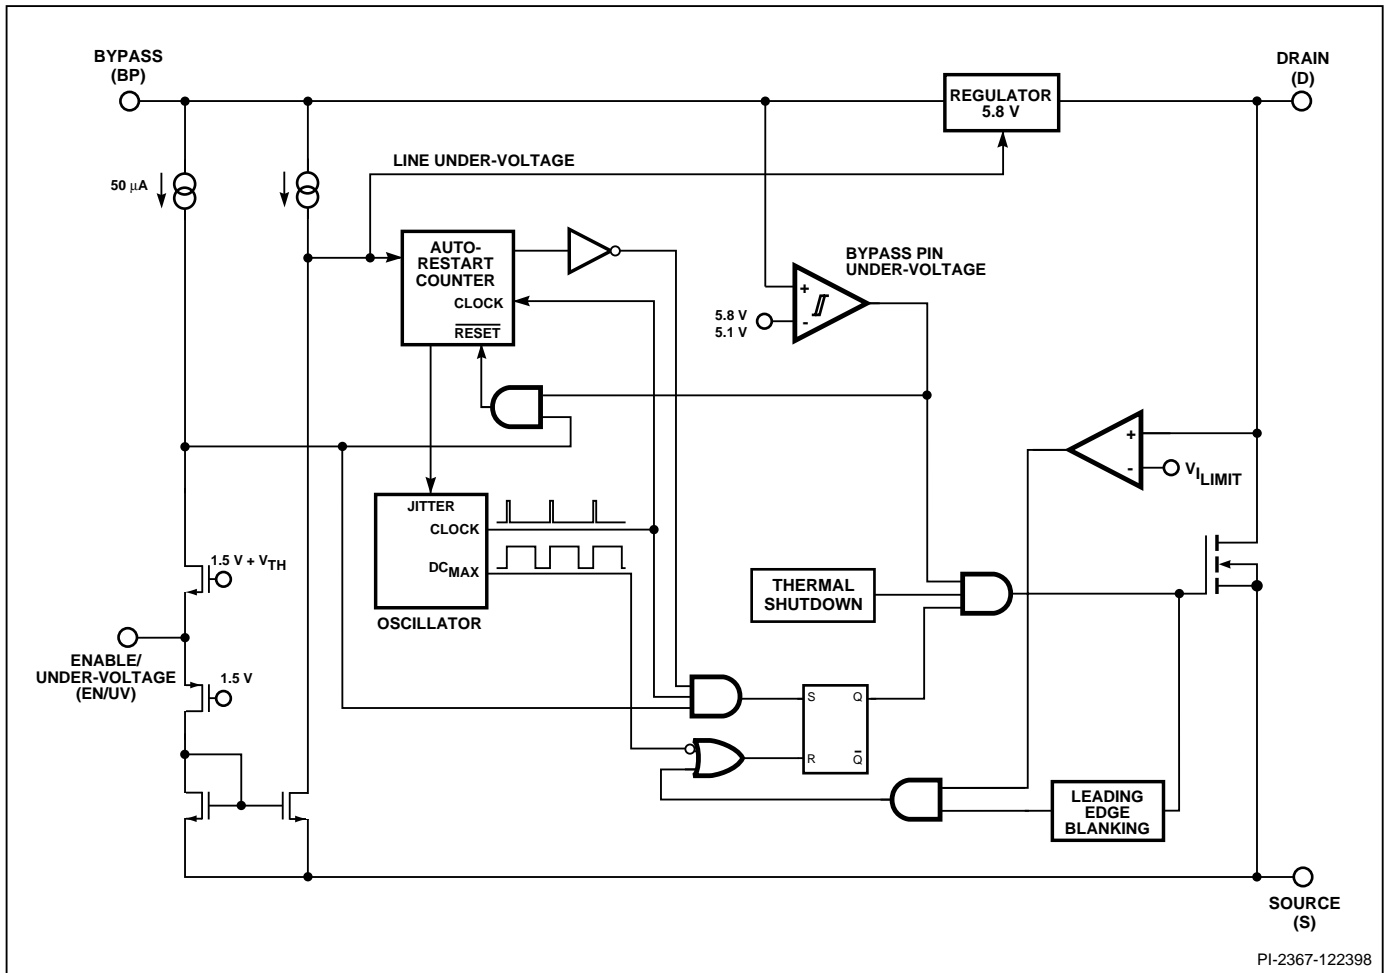 BYPASS
(BP)
DRAIN
(D)
REGULATOR
5.8 V
LINE UNDER-VOLTAGE
50 µA
AUTO-
RESTART
COUNTER
CLOCK
RESET
BYPASS PIN
UNDER-VOLTAGE
+
-
5.8 V
5.1 V
+
-
VILIMIT
JITTER
CLOCK
DCMAX
OSCILLATOR
1.5 V + VTH
THERMAL
SHUTDOWN
ENABLE/
UNDER-VOLTAGE
(EN/UV)
1.5 V
S
Q
R
Q
LEADING
EDGE
BLANKING
SOURCE
(S)
PI-2367-122398